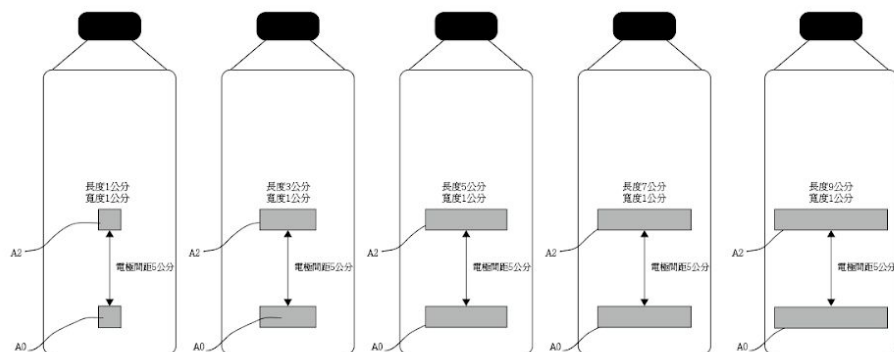 長度1公分
寬度1公分
A2
電極間距5公分
A0
長度3公分
寬度1公分
A2
電極間距5公分
A0
長度5公分
寬度1公分
A2
電極間距5公分
A0
長度7公分
寬度1公分
A2
電極間距5公分
A0
長度9公分
寬度1公分
A2
電極間距5公分
A0